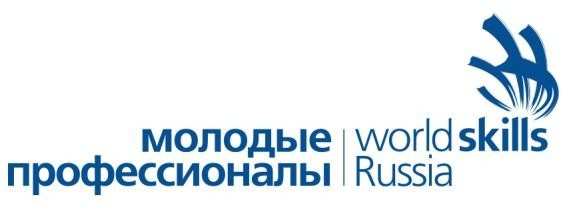 молодые
профессионалы
worldskills
Russia